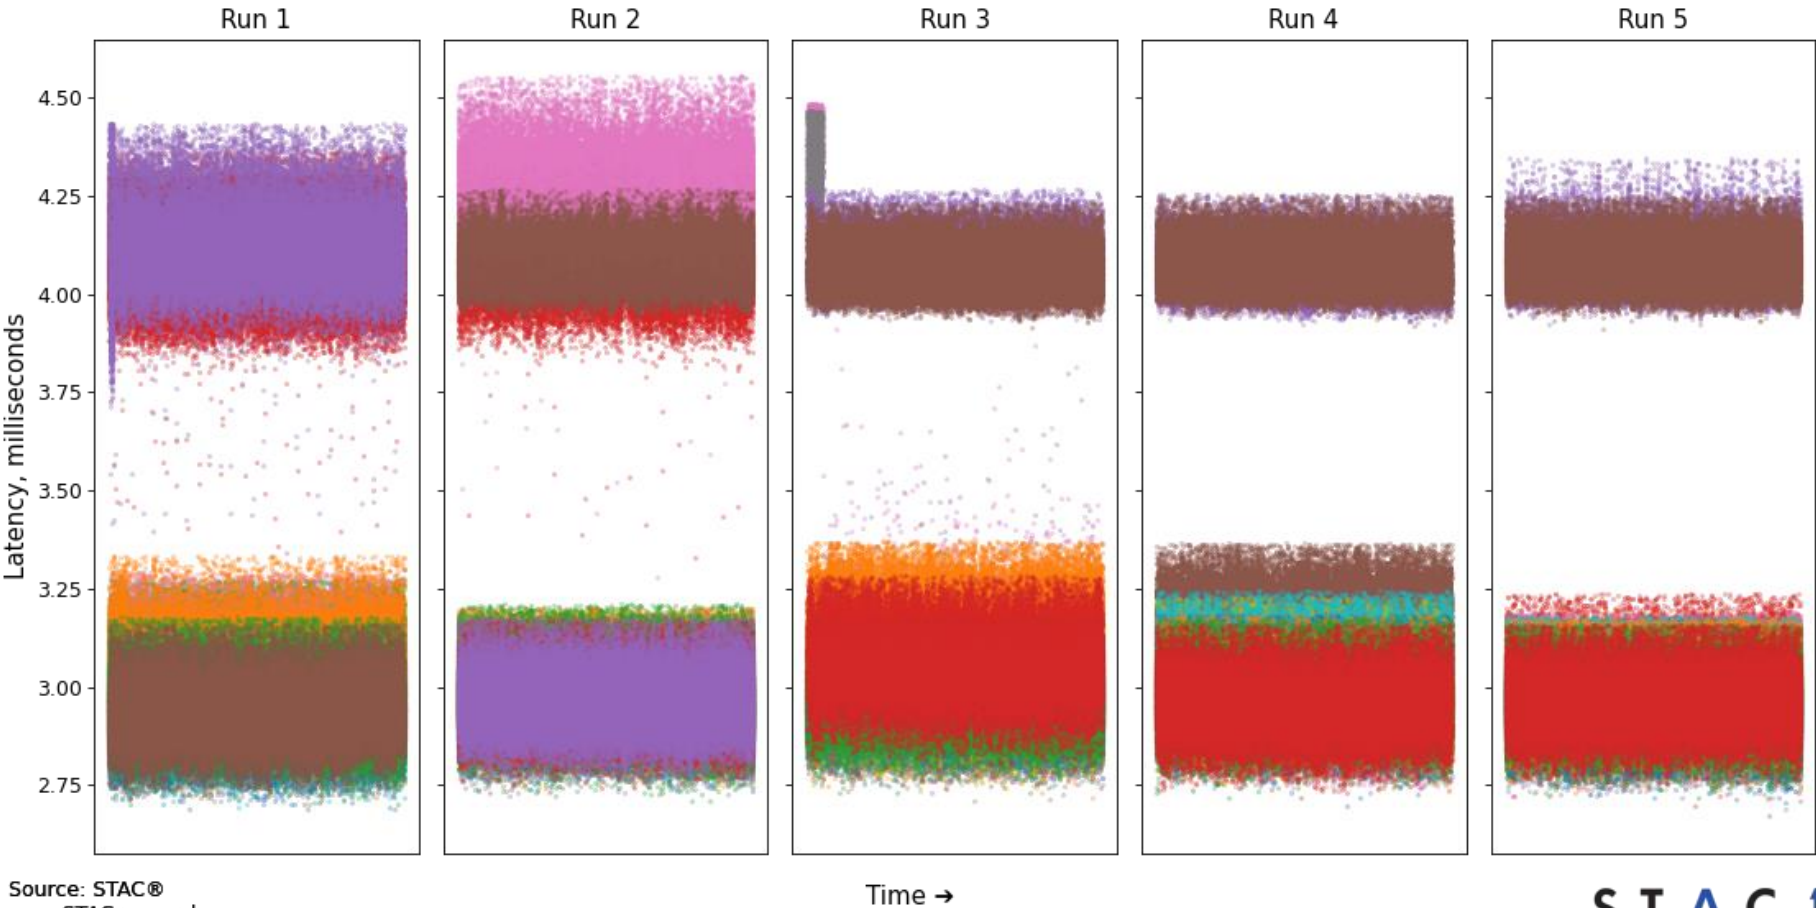 Run 1
Run 2
Run 3
Run 4
Run 5
Latency, milliseconds
4.50
4.25
4.00
3.75
3.50
3.25
3.00
2.75
Time →
Source: STAC®
S T A C